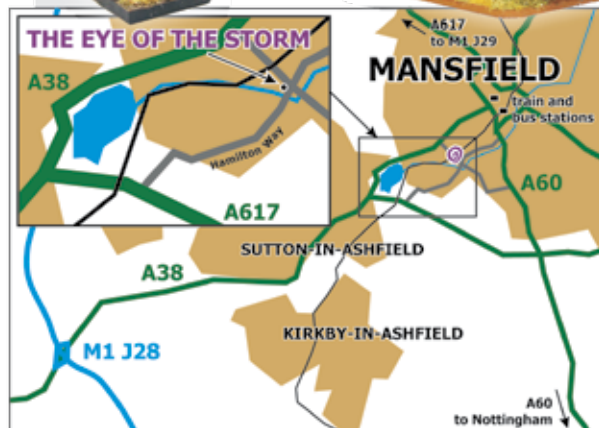 THE EYE OF THE STORM
A38
Hamilton Way
A617
A617
to M1 J29
MANSFIELD
train and
bus stations
A60
SUTTON-IN-ASHFIELD
A38
KIRKBY-IN-ASHFIELD
M1 J28
A60
to Nottingham